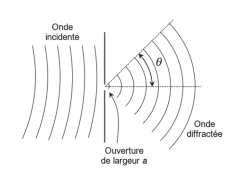 Onde
incidente
θ
Onde
diffractée
Ouverture
de largeur a